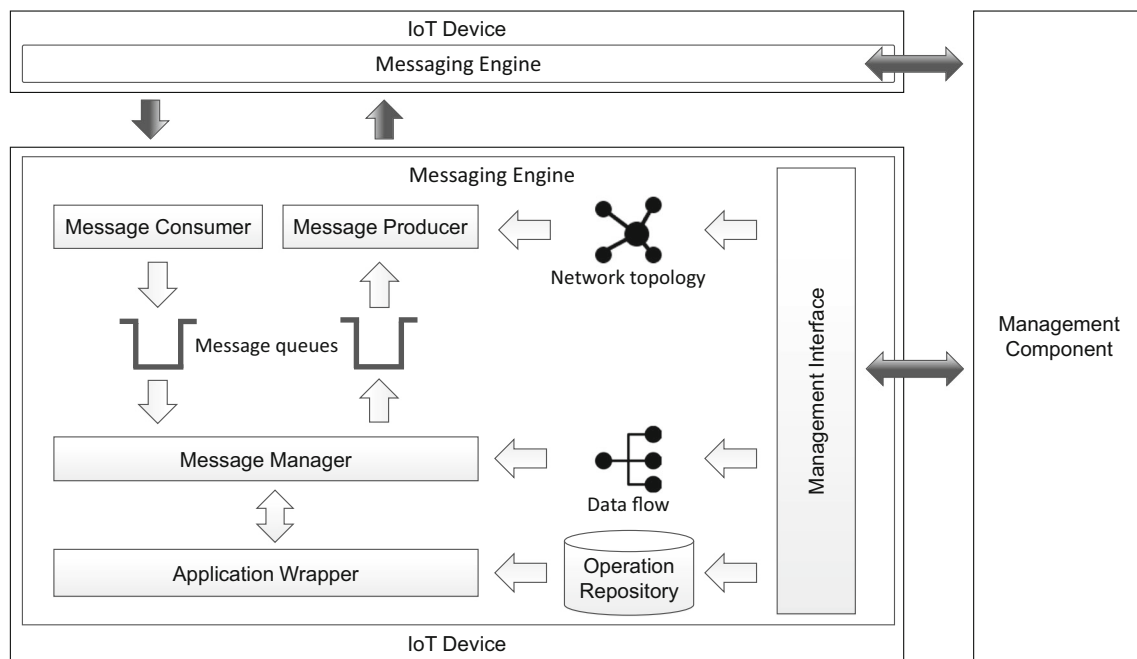 IoT Device
Messaging Engine
Messaging Engine
Message Consumer
Message Producer
Network topology
Message queues
Management Interface
Management
Component
Message Manager
Data flow
Application Wrapper
Operation
Repository
IoT Device